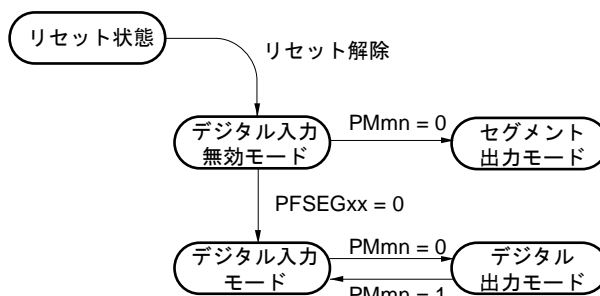 リセット状態
リセット解除
デジタル入力
無効モード
PMmn = 0
セグメント
出力モード
PFSEGxx = 0
デジタル入力
モード
PMmn = 0
PMmn = 1
デジタル
出力モード